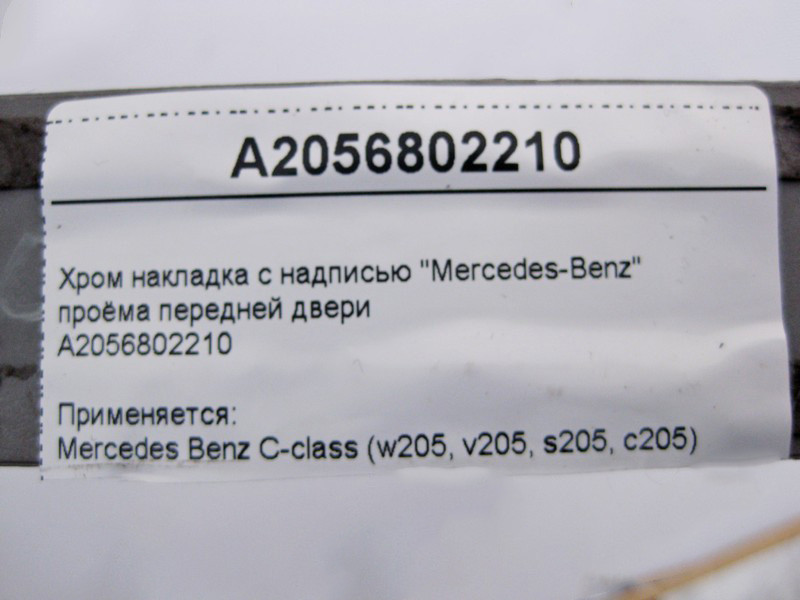 A2056802210
Хром накладка с надписью "Mercedes-Benz"
проёма передней двери
A2056802210
Применяется:
Mercedes Benz C-class (w205, v205, s205, c205)